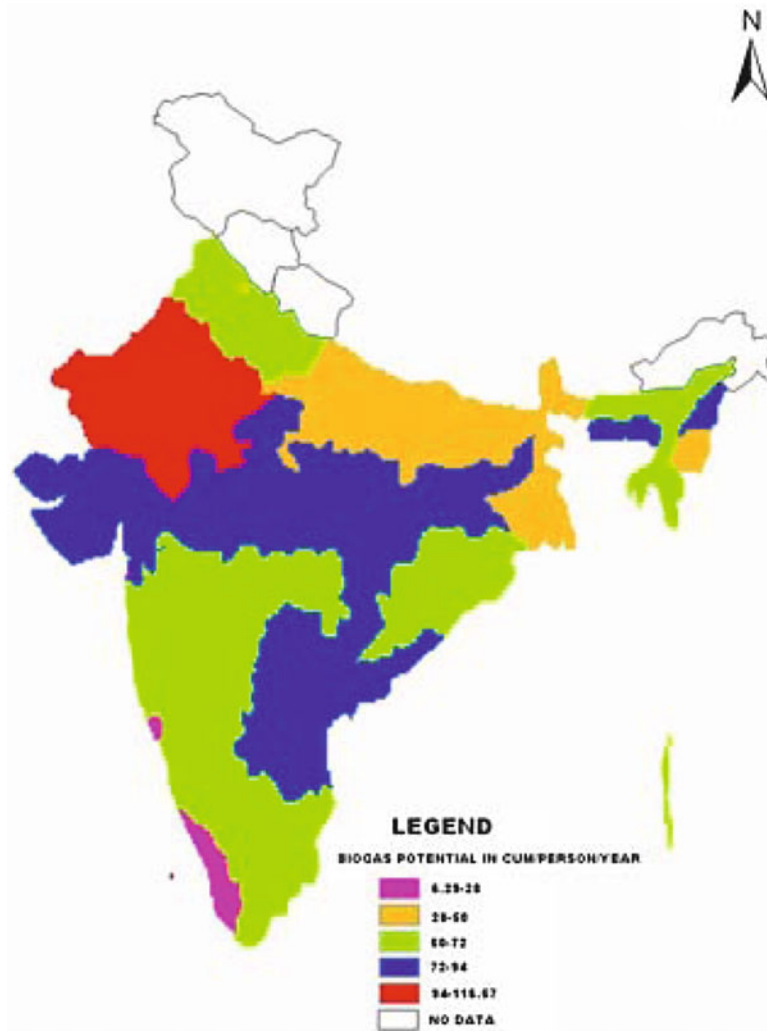 N
LEGEND
BIOGAS POTENTIAL IN CUM/PERSON/YEAR
6.29-28
28-50
50-72
72-94
94-116.57
NO DATA